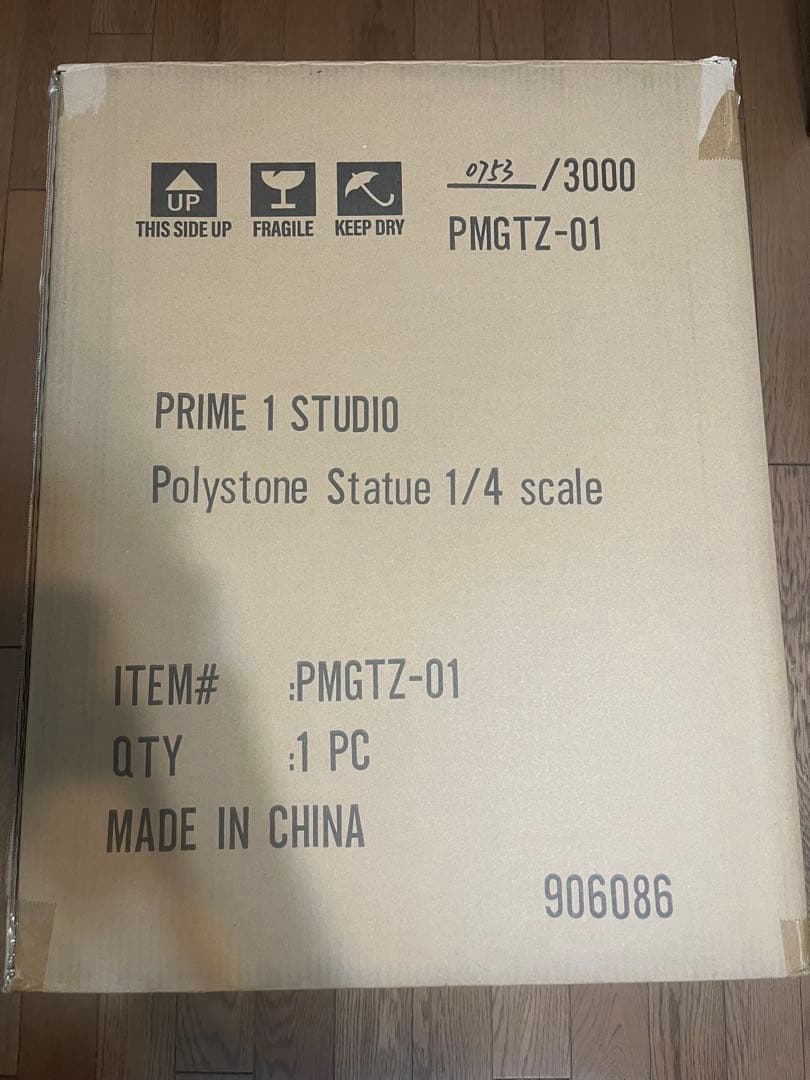 0753/3000
UP
THIS SIDE UP FRAGILE KEEP DRY
PMGTZ-01
PRIME 1 STUDIO
Polystone Statue 1/4 scale
ITEM# :PMGTZ-01
QTY :1 PC
MADE IN CHINA
906086